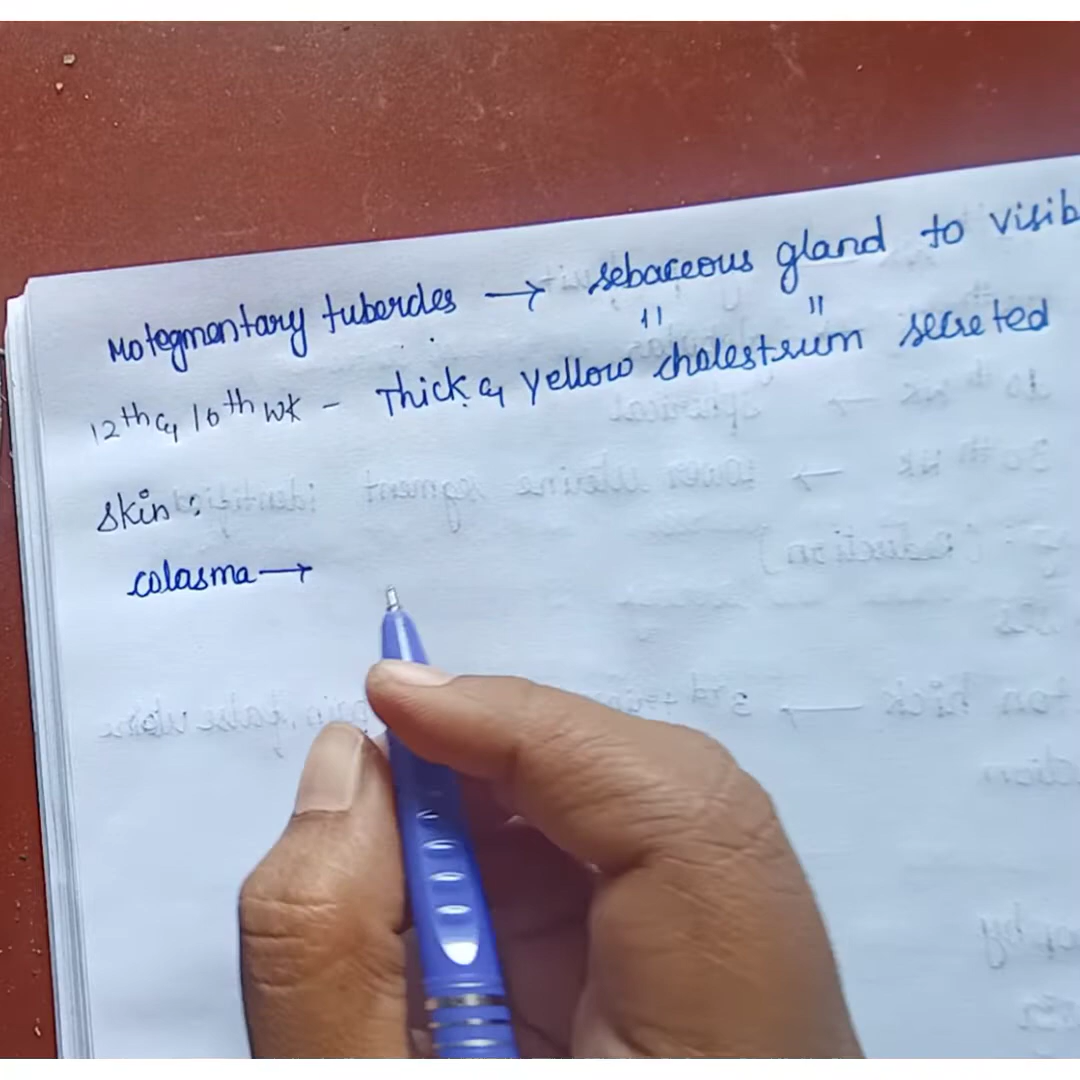 Motegmentary tubercles → sebaceous gland to visib
" "
12th & 16th wk - Thick & yellow cholestrum secreted
skin :
colasma →